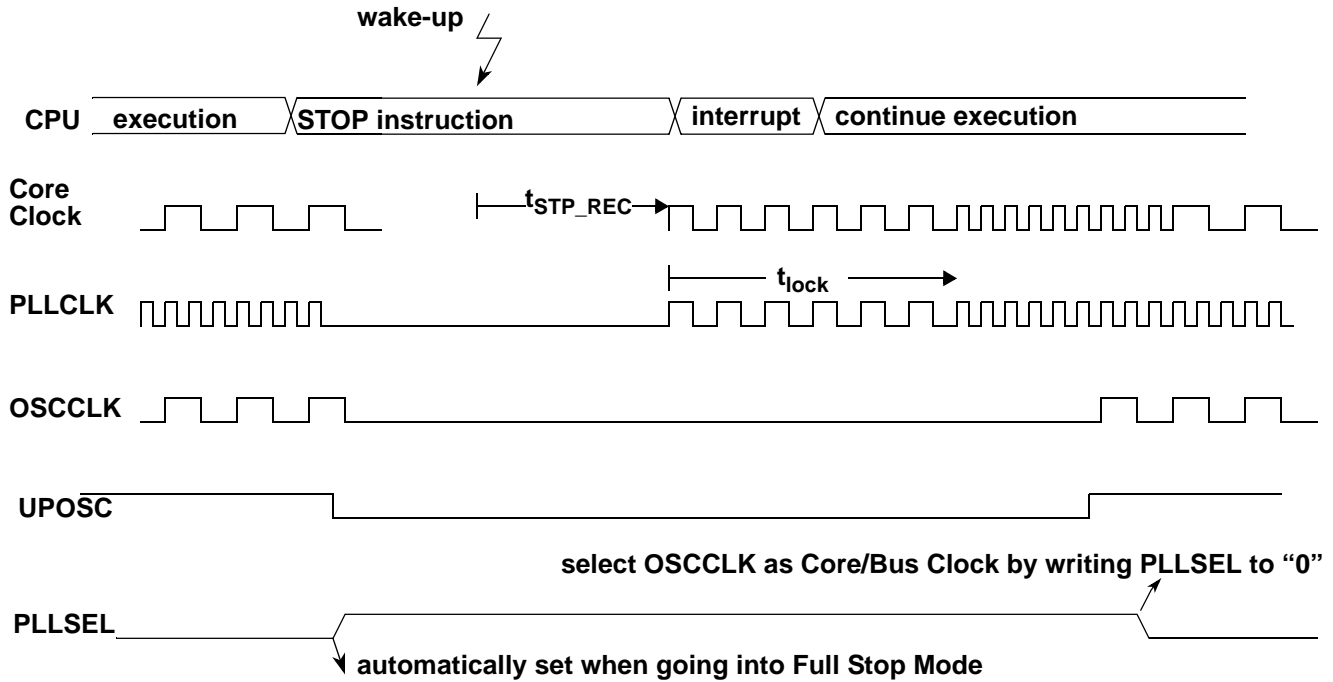 wake-up
CPU execution STOP instruction interrupt continue execution
Core
Clock
tSTP_REC
tlock
PLLCLK
OSCCLK
UPOSC
select OSCCLK as Core/Bus Clock by writing PLLSEL to “0”
PLLSEL
automatically set when going into Full Stop Mode